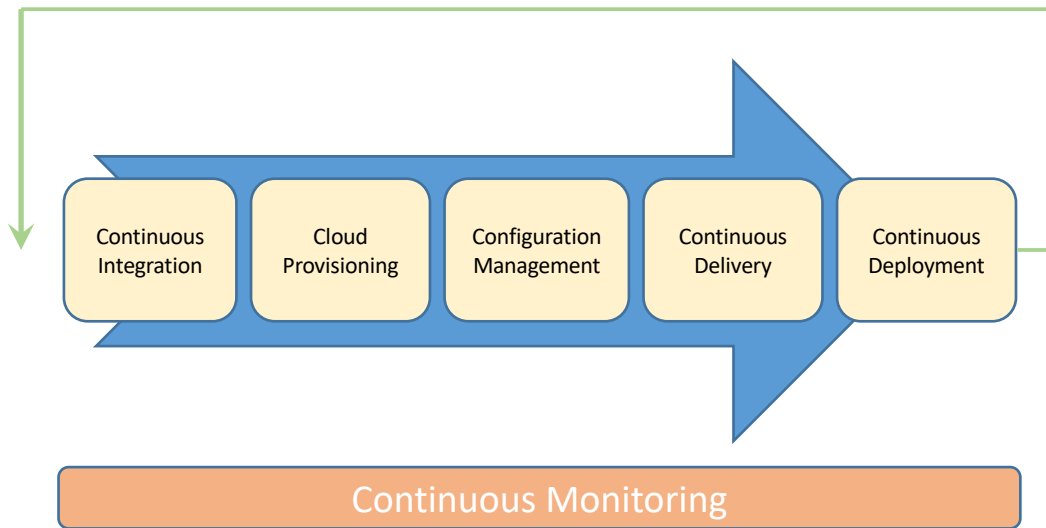 Continuous
Integration
Cloud
Provisioning
Configuration
Management
Continuous
Delivery
Continuous
Deployment
Continuous Monitoring